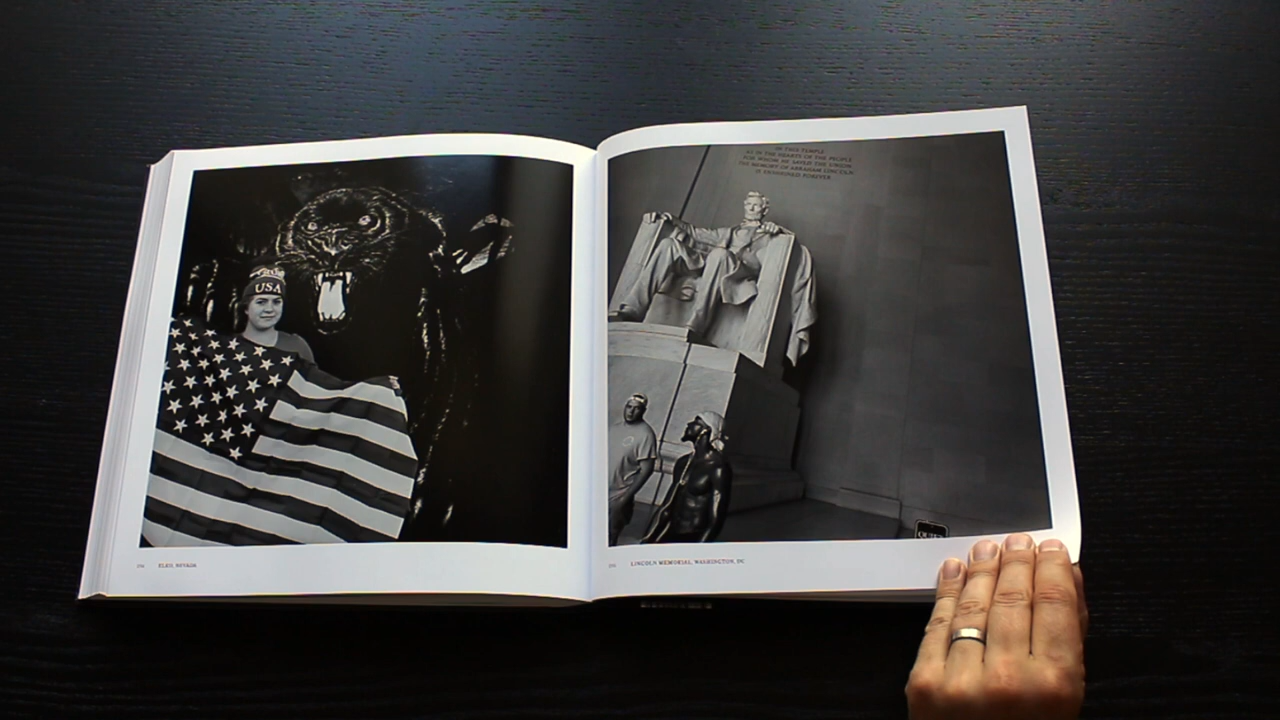 USA
ELKO, NEVADA
IN THIS TEMPLE
AS IN THE HEARTS OF THE PEOPLE
FOR WHOM HE SAVED THE UNION
THE MEMORY OF ABRAHAM LINCOLN
IS ENSHRINED FOREVER
QUIET
LINCOLN MEMORIAL, WASHINGTON, DC